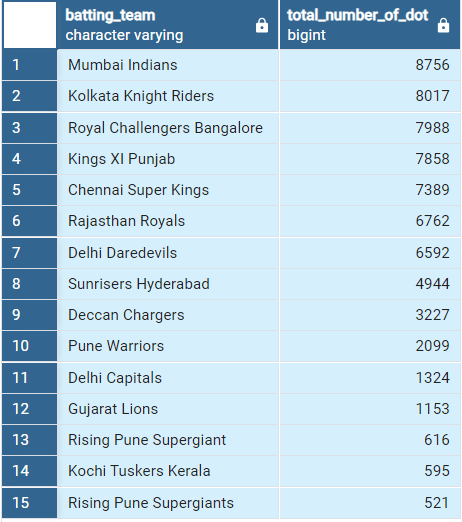 batting_team total_number_of_dot
character varying bigint
1 Mumbai Indians 8756
2 Kolkata Knight Riders 8017
3 Royal Challengers Bangalore 7988
4 Kings XI Punjab 7858
5 Chennai Super Kings 7389
6 Rajasthan Royals 6762
7 Delhi Daredevils 6592
8 Sunrisers Hyderabad 4944
9 Deccan Chargers 3227
10 Pune Warriors 2099
11 Delhi Capitals 1324
12 Gujarat Lions 1153
13 Rising Pune Supergiant 616
14 Kochi Tuskers Kerala 595
15 Rising Pune Supergiants 521